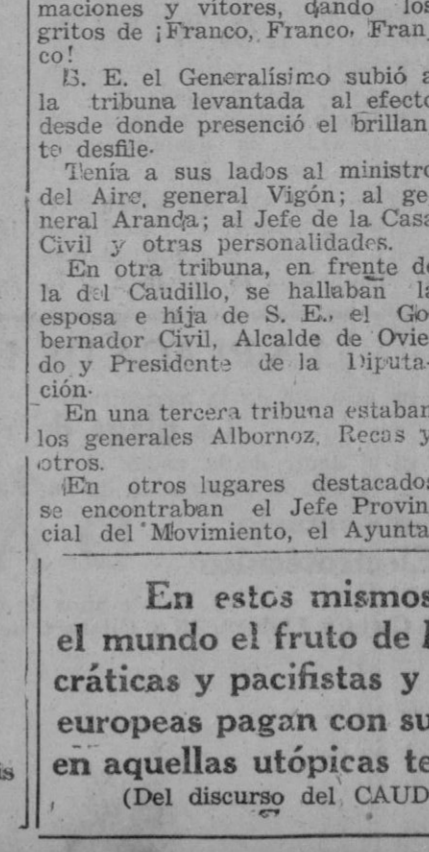 maciones y vítores, dando los
gritos de ¡Franco, Franco, Fran
co!
S. E. el Generalísimo subió a
la tribuna levantada al efecto
desde donde presenció el brillan
te desfile.
Tenía a sus lados al ministro
del Aire, general Vigón; al ge
neral Aranda; al Jefe de la Casa
Civil y otras personalidades.
En otra tribuna, en frente de
la del Caudillo, se hallaban la
esposa e hija de S. E., el Go
bernador Civil, Alcalde de Ovie
do y Presidente de la Diputa-
ción.
En una tercera tribuna estaban
los generales Albornoz, Recas y
otros.
En otros lugares destacados
se encontraban el Jefe Provin
cial del Movimiento, el Ayunta
En estos mismos
el mundo el fruto de
cráticas y pacifistas y
europeas pagan con su
en aquellas utópicas te
(Del discurso del CAUD
is